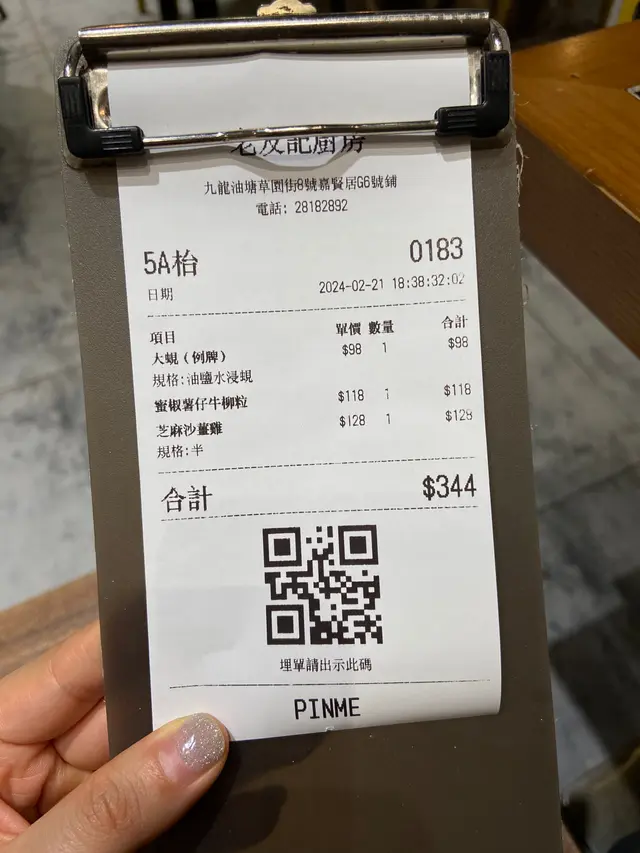 記廚房
九龍油塘草園街8號嘉賢居G6號鋪
電話: 28182892
5A枱 0183
日期 2024-02-21 18:38:32:02
項目 單價 數量 合計
大蜆 (例牌) $98 1 $98
規格:油鹽水浸蜆
蜜椒薯仔牛柳粒 $118 1 $118
芝麻沙薑雞 $128 1 $128
規格:半
合計 $344
埋單請出示此碼
PINME